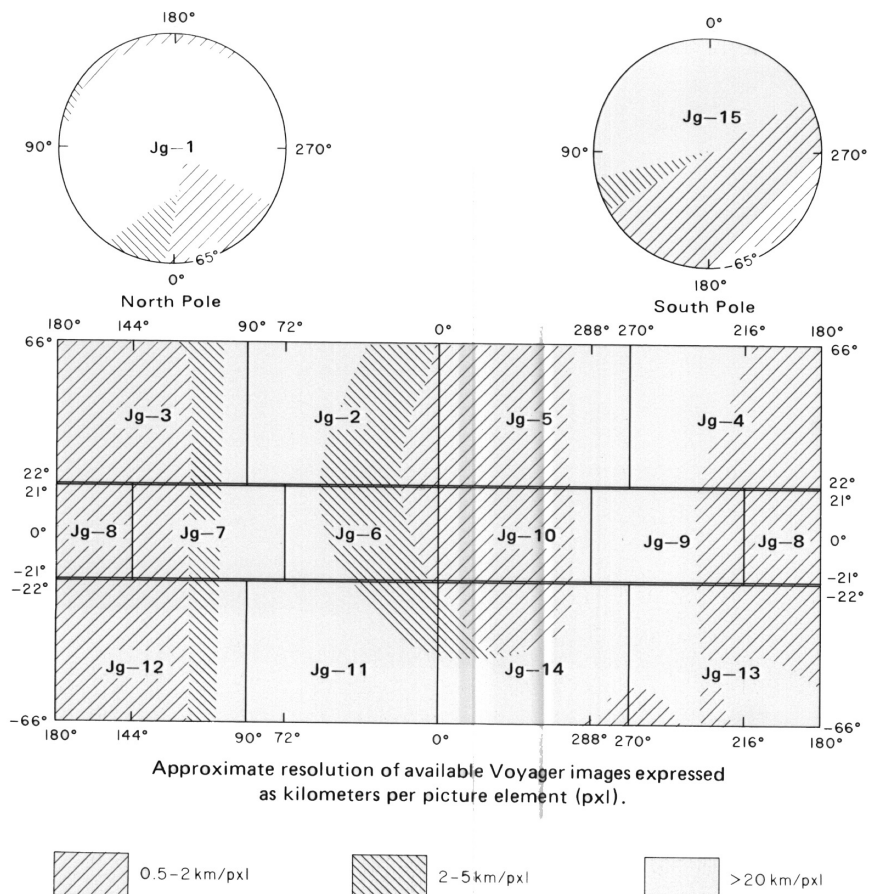 180° 0°
Jg–1 Jg–15
90° 270° 90° 270°
65° –65°
0° 180°
North Pole South Pole
180° 144° 90° 72° 0° 288° 270° 216° 180°
66° 66°
Jg–3 Jg–2 Jg–5 Jg–4
22° 22°
21° 21°
0° Jg–8 Jg–7 Jg–6 Jg–10 Jg–9 Jg–8 0°
–21° –21°
–22° –22°
Jg–12 Jg–11 Jg–14 Jg–13
–66° –66°
180° 144° 90° 72° 0° 288° 270° 216° 180°
Approximate resolution of available Voyager images expressed
as kilometers per picture element (pxl).
0.5–2 km/pxl 2–5 km/pxl >20 km/pxl